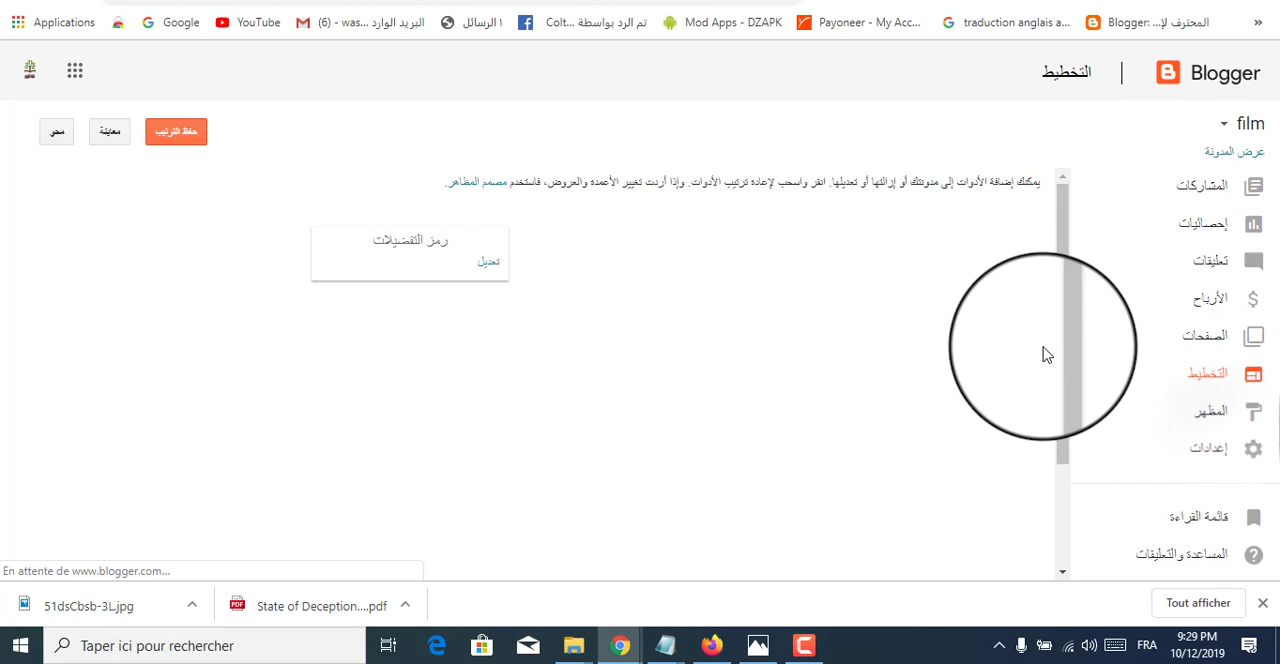 Applications
Google
YouTube
البريد الوارد (6) - was...
الرسائل ١
تم الرد بواسطة Colt...
Mod Apps - DZAPK
Payoneer - My Acc...
traduction anglais a...
Blogger: المحترف لإ...
»
Blogger
التخطيط
film
عرض المدونة
حفظ الترتيب
معاينة
محو
يمكنك إضافة الأدوات إلى مدونتك أو إزالتها أو تعديلها. انقر واسحب لإعادة ترتيب الأدوات. وإذا أردت تغيير الأعمدة والعروض، فاستخدم مصمم المظاهر.
رمز التفضيلات
تعديل
المشاركات
إحصائيات
تعليقات
الأرباح
الصفحات
التخطيط
المظهر
إعدادات
قائمة القراءة
المساعدة والتعليقات
En attente de www.blogger.com...
51dsCbsb-3L.jpg
State of Deception....pdf
Tout afficher
Taper ici pour rechercher
FRA
9:29 PM
10/12/2019